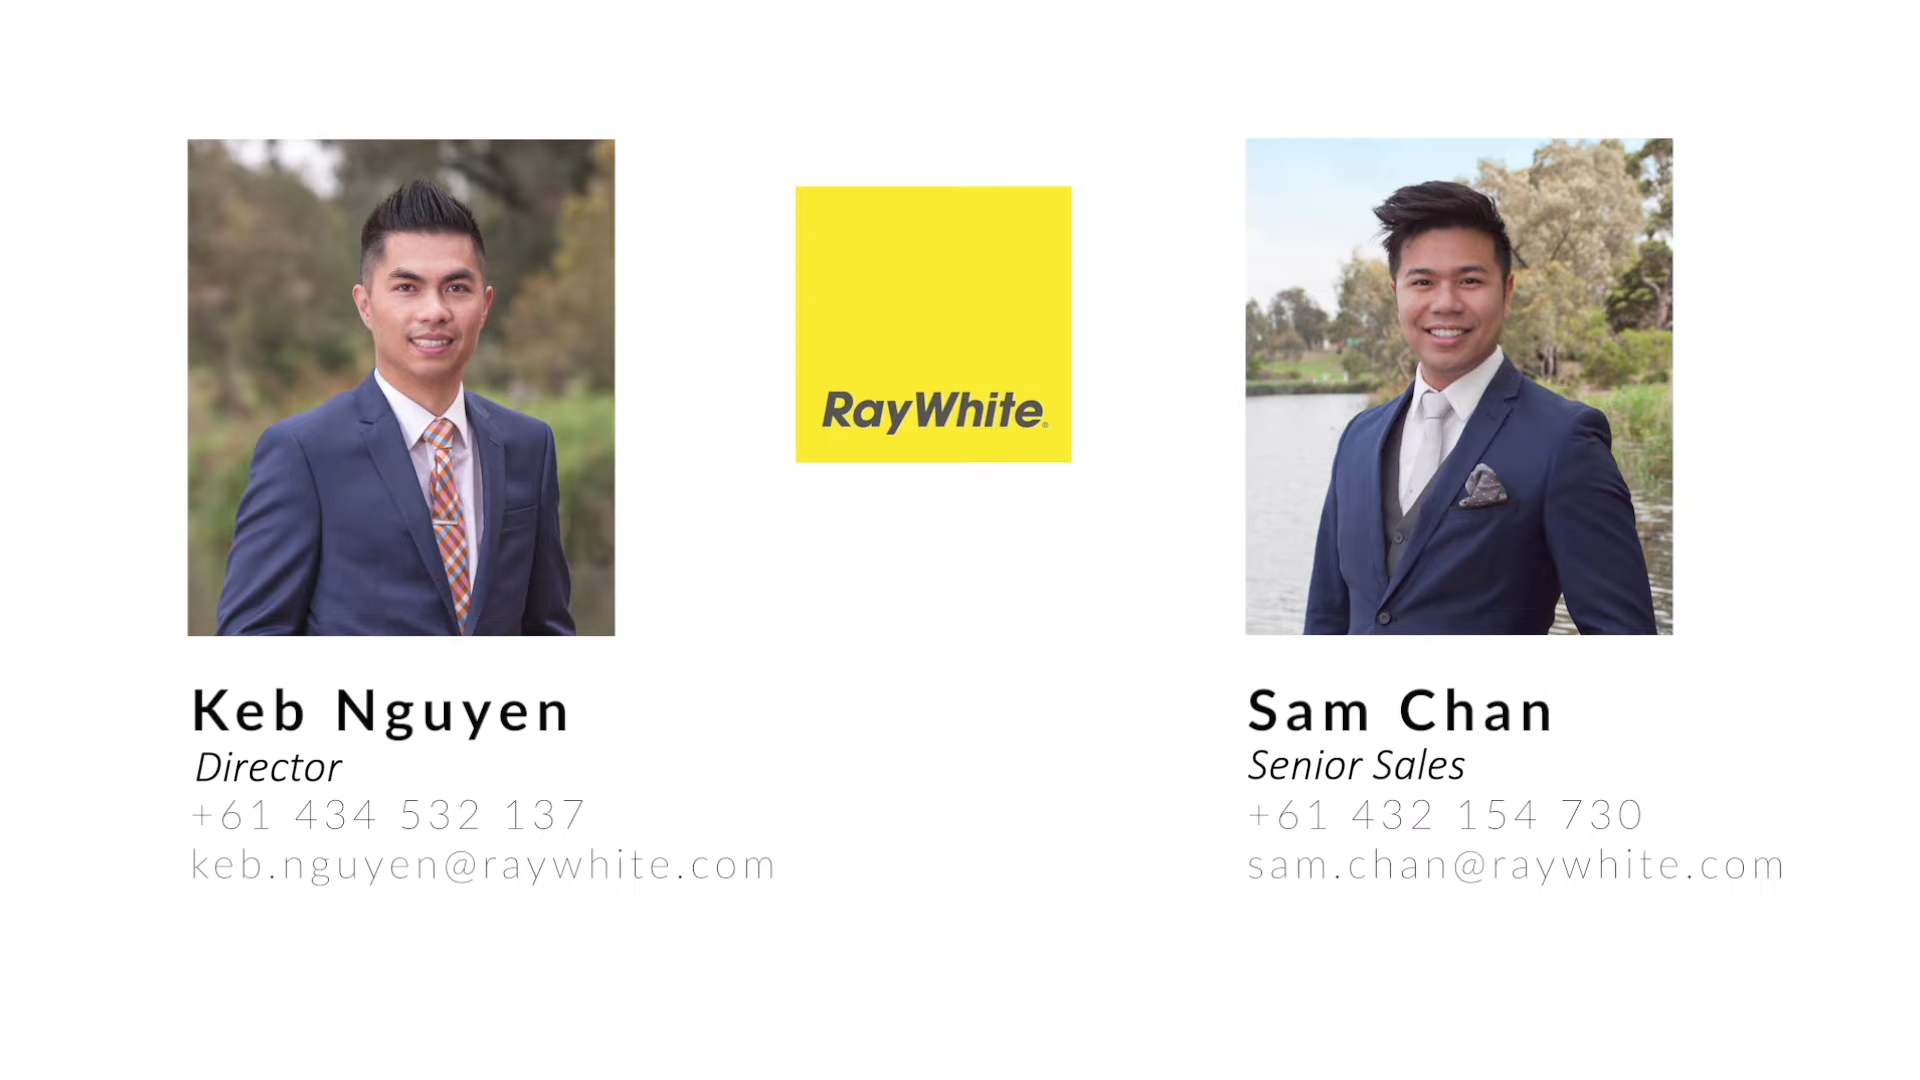 RayWhite®
Keb Nguyen
Director
+61 434 532 137
keb.nguyen@raywhite.com
Sam Chan
Senior Sales
+61 432 154 730
sam.chan@raywhite.com